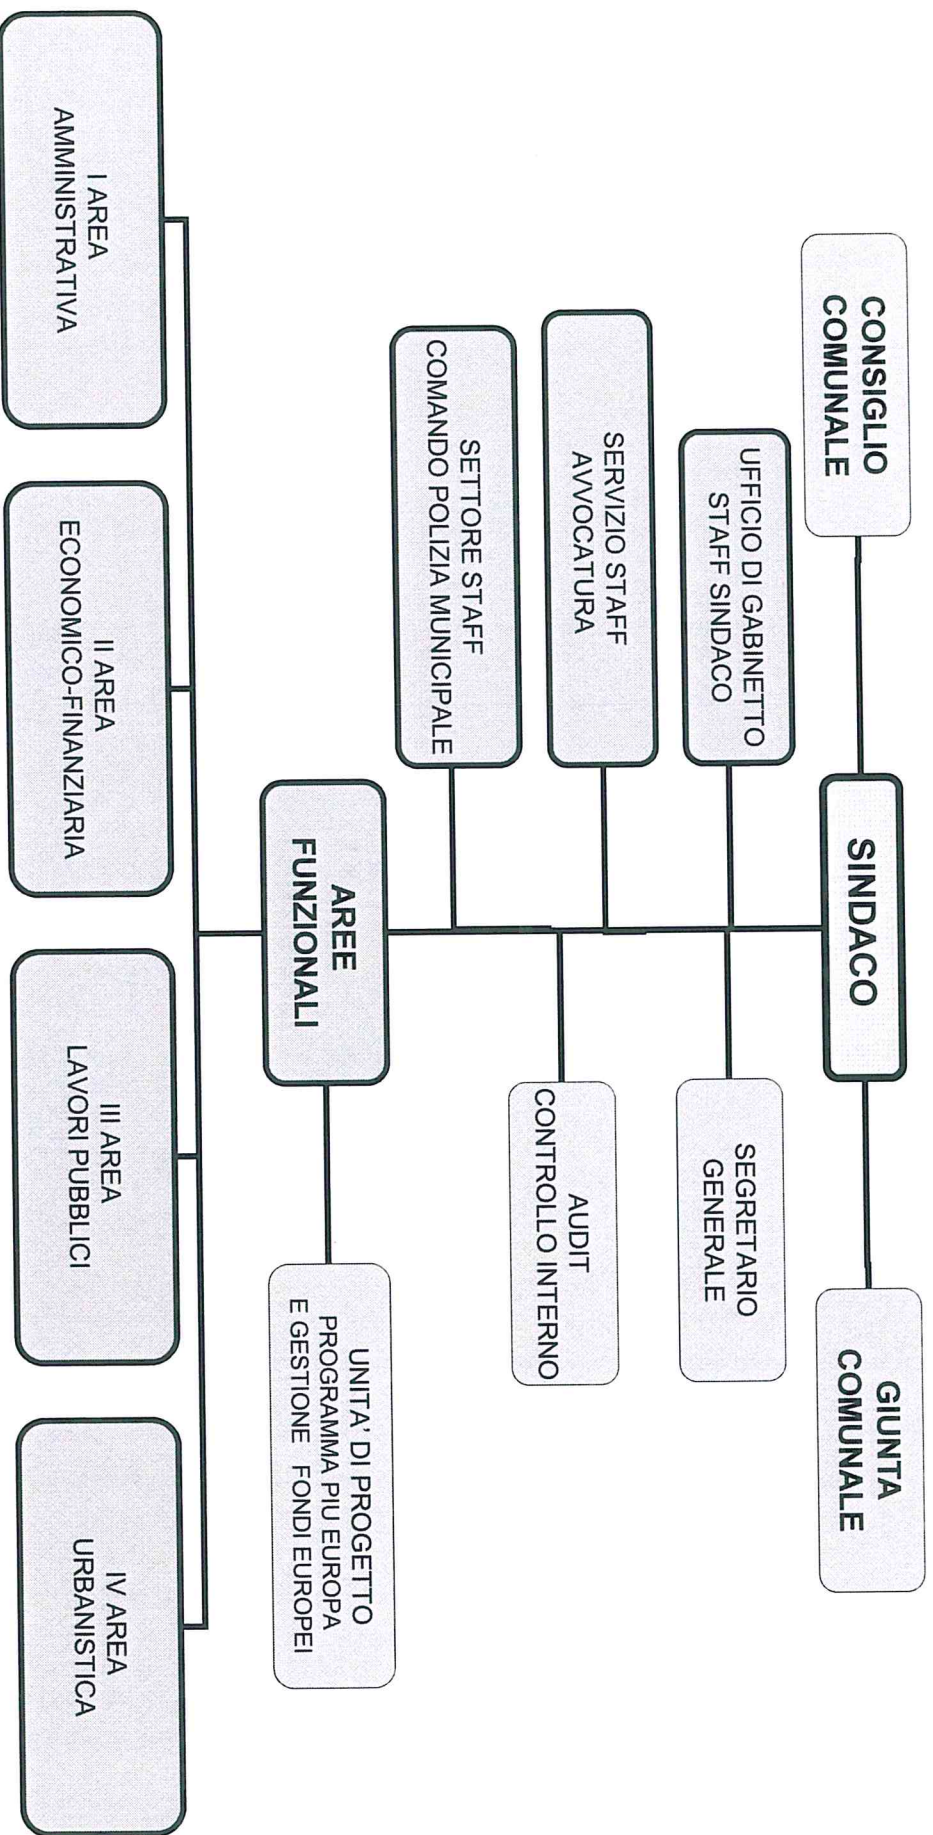 CONSIGLIO
COMUNALE
SINDACO
GIUNTA
COMUNALE
UFFICIO DI GABINETTO
STAFF SINDACO
SEGRETARIO
GENERALE
SERVIZIO STAFF
AVVOCATURA
AUDIT
CONTROLLO INTERNO
SETTORE STAFF
COMANDO POLIZIA MUNICIPALE
AREE
FUNZIONALI
UNITA' DI PROGETTO
PROGRAMMA PIU EUROPA
E GESTIONE FONDI EUROPEI
I AREA
AMMINISTRATIVA
II AREA
ECONOMICO-FINANZIARIA
III AREA
LAVORI PUBBLICI
IV AREA
URBANISTICA